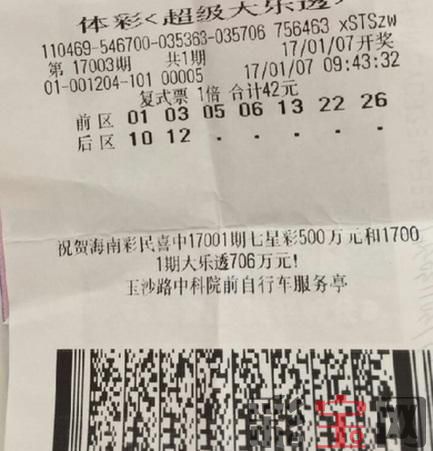 体彩<超级大乐透>
110469-546700-035363-035706 756463 xSTSzw
第 17003期 共1期 17/01/07开奖
01-001204-101 00005 17/01/07 09:43:32
复式票 1倍 合计42元
前区 01 03 05 06 13 22 26
后区 10 12 . . . . .
祝贺海南彩民喜中17001期七星彩500万元和1700
1期大乐透706万元!
玉沙路中科院前自行车服务亭
彩宝网